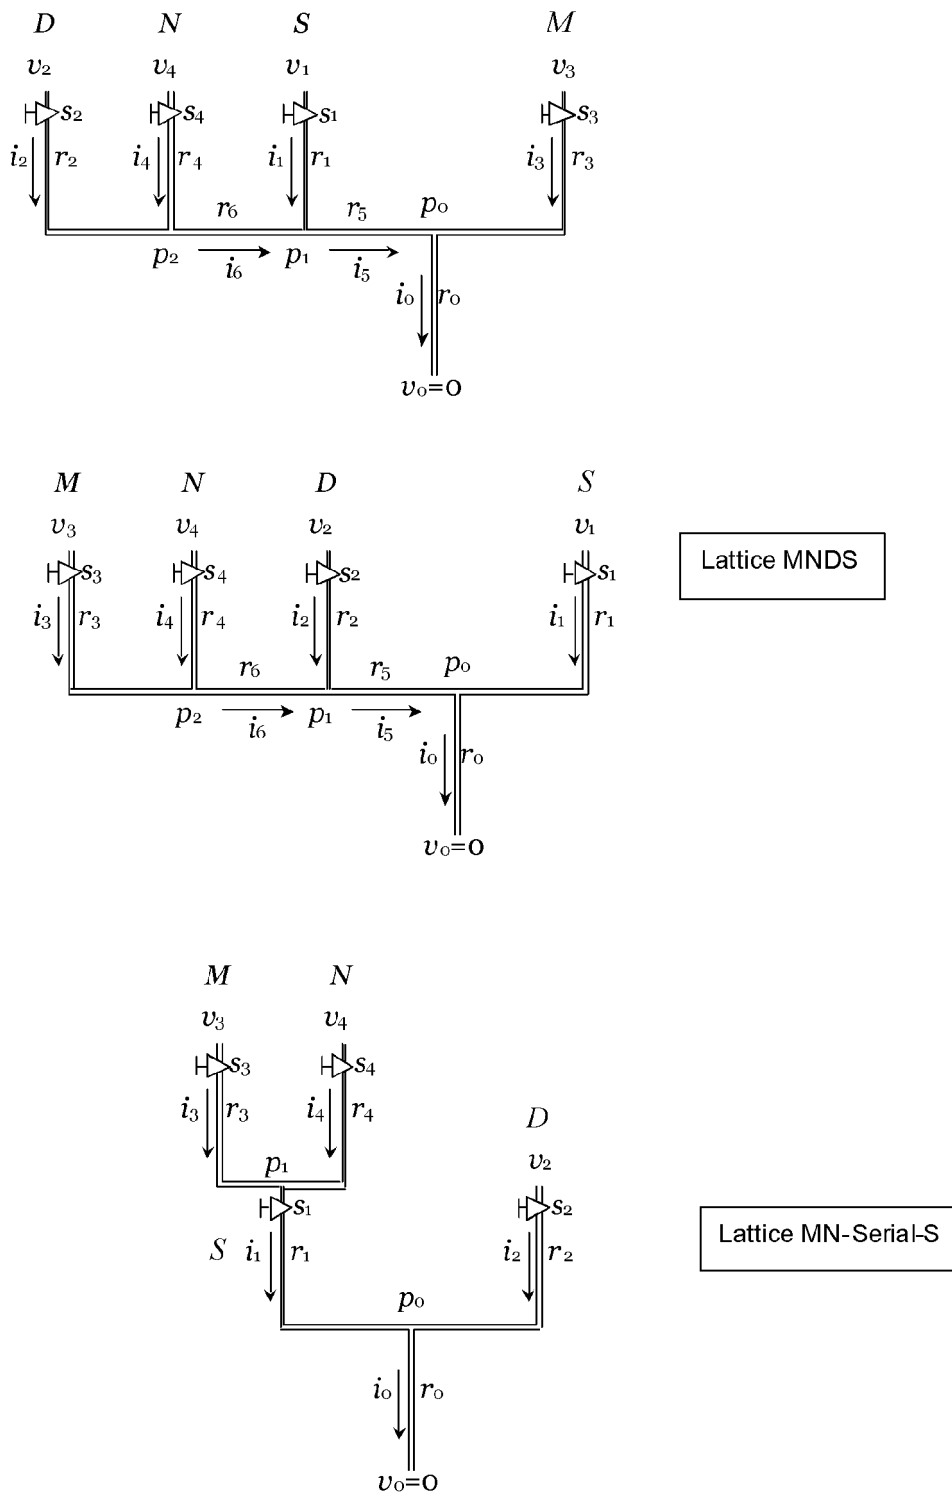 D N S M
v₂ v₄ v₁ v₃
s₂ s₄ s₁ s₃
i₂ r₂ i₄ r₄ i₁ r₁ i₃ r₃
r₆ r₅ p₀
p₂ i₆ p₁ i₅
i₀ r₀
v₀=0
M N D S
v₃ v₄ v₂ v₁
Lattice MNDS
s₃ s₄ s₂ s₁
i₃ r₃ i₄ r₄ i₂ r₂ i₁ r₁
r₆ r₅ p₀
p₂ i₆ p₁ i₅
i₀ r₀
v₀=0
M N
v₃ v₄
s₃ s₄
i₃ r₃ i₄ r₄
D
p₁ v₂
s₁ s₂
S i₁ r₁ i₂ r₂
Lattice MN-Serial-S
p₀
i₀ r₀
v₀=0